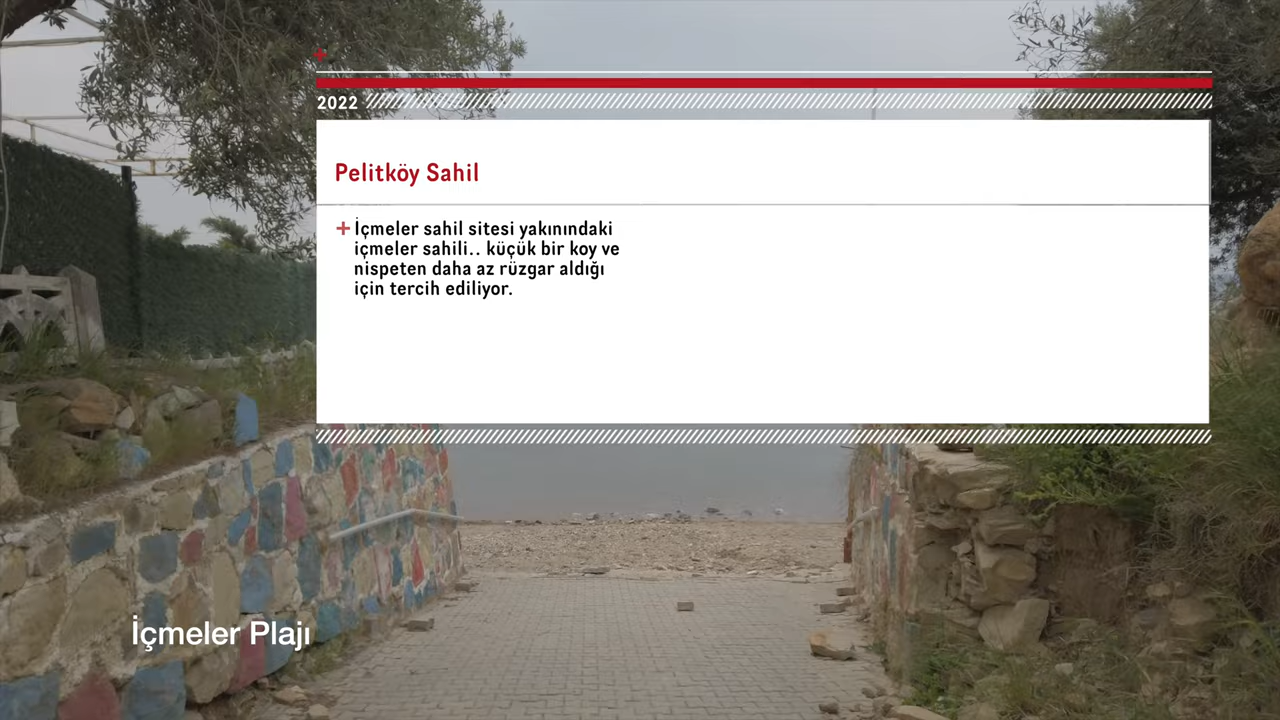 2022
Pelitköy Sahil
İçmeler sahil sitesi yakınındaki
içmeler sahili.. küçük bir koy ve
nispeten daha az rüzgar aldığı
için tercih ediliyor.
İçmeler Plajı